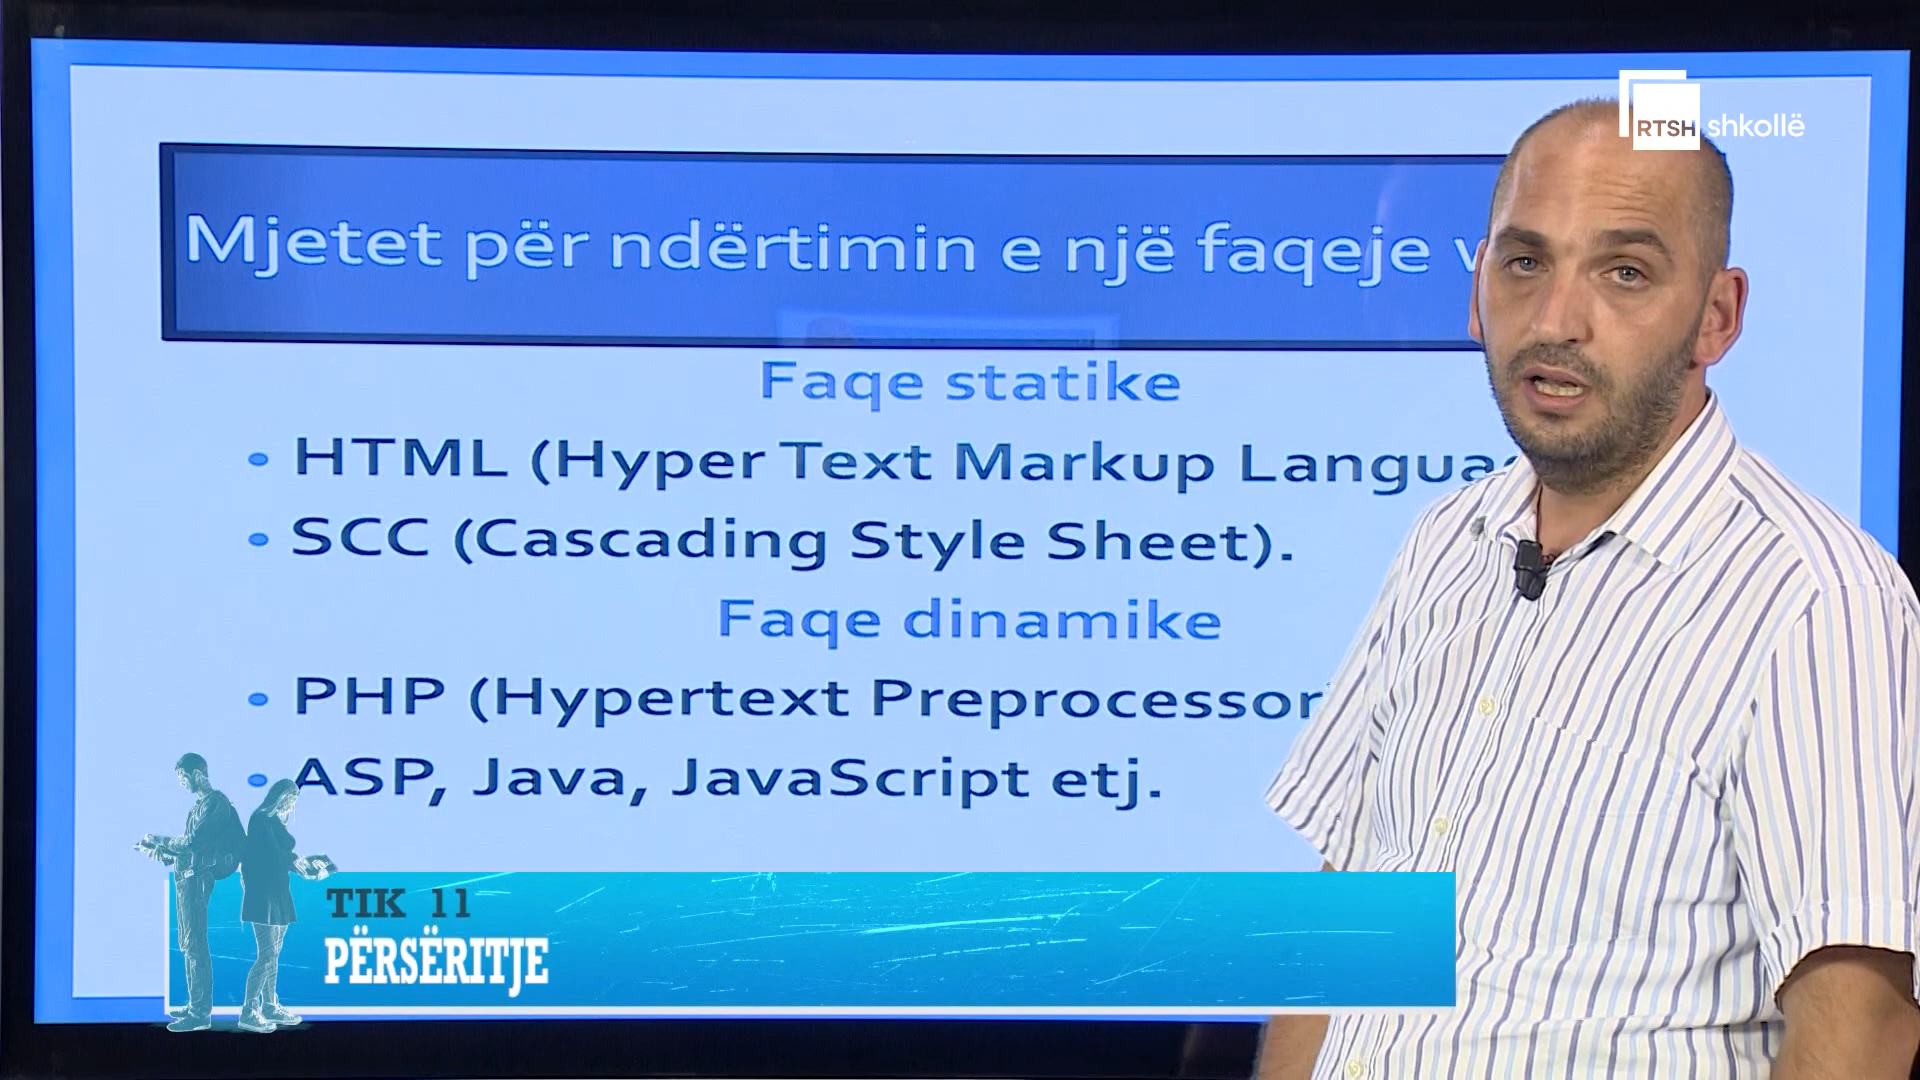 RTSH shkollë
Mjetet për ndërtimin e një faqeje
Faqe statike
• HTML (Hyper Text Markup
• SCC (Cascading Style Sheet).
Faqe dinamike
• PHP (Hypertext Preprocessor
• ASP, Java, JavaScript etj.
TIK 11
PËRSËRITJE